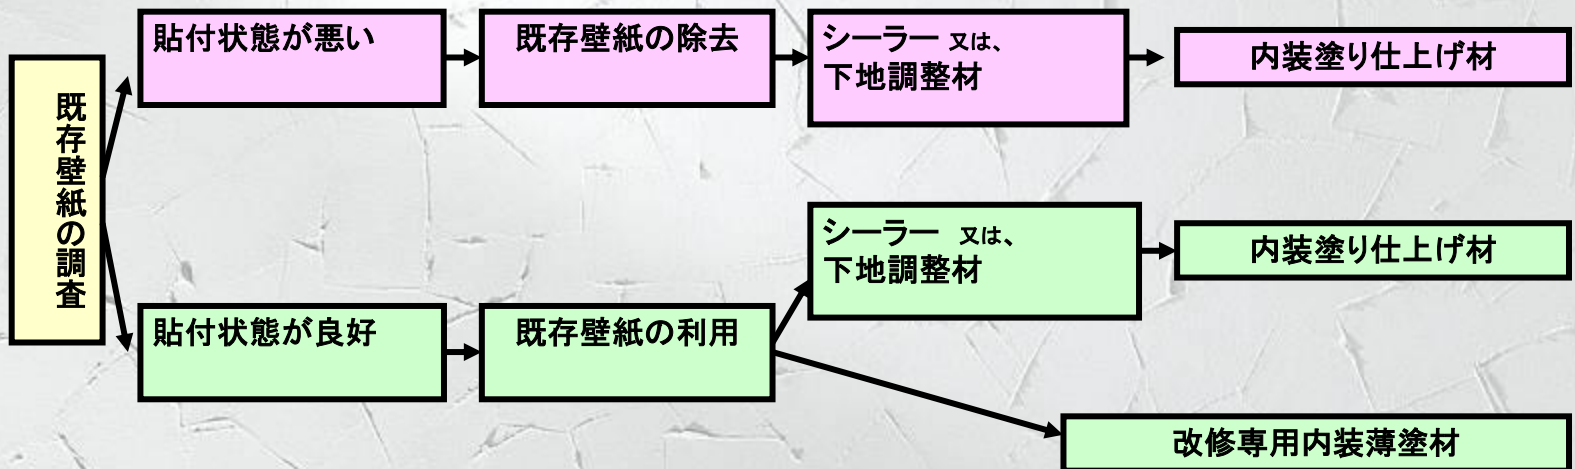 既存壁紙の調査
貼付状態が悪い
既存壁紙の除去
シーラー 又は、
下地調整材
内装塗り仕上げ材
貼付状態が良好
既存壁紙の利用
シーラー 又は、
下地調整材
内装塗り仕上げ材
改修専用内装薄塗材